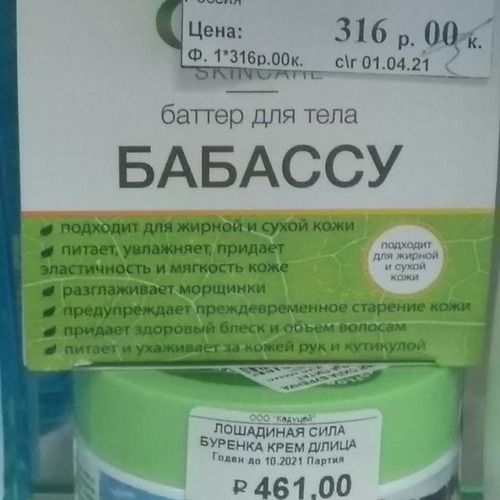 Россия
Цена: 316 р. 00 к.
Ф. 1*316р.00к. с\г 01.04.21
SKINCARE
баттер для тела
БАБАССУ
подходит для жирной и сухой кожи
питает, увлажняет, придает
эластичность и мягкость коже
разглаживает морщинки
предупреждает преждевременное старение кожи
придает здоровый блеск и объем волосам
питает и ухаживает за кожей рук и кутикулой
подходит
для жирной
и сухой
кожи
ООО "Кадуцей"
ЛОШАДИНАЯ СИЛА
БУРЕНКА КРЕМ Д/ЛИЦА
Годен до 10.2021 Партия
₽ 461.00